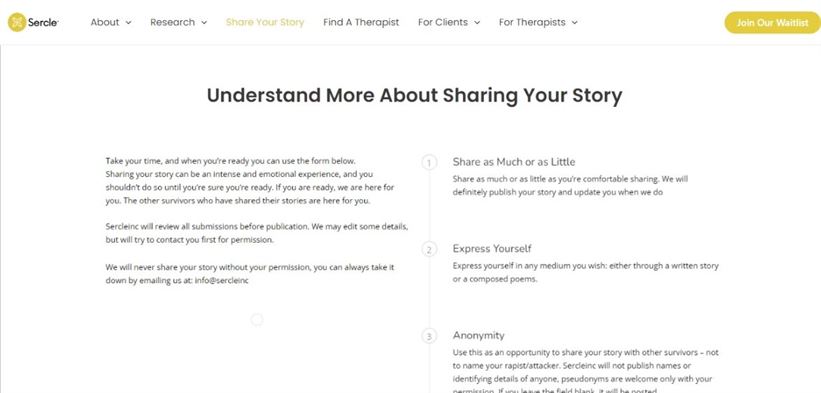 Sercle
About
Research
Share Your Story
Find A Therapist
For Clients
For Therapists
Join Our Waitlist
Understand More About Sharing Your Story
Take your time, and when you're ready you can use the form below.
Sharing your story can be an intense and emotional experience, and you
shouldn't do so until you're sure you're ready. If you are ready, we are here for
you. The other survivors who have shared their stories are here for you.
Sercleinc will review all submissions before publication. We may edit some details,
but will try to contact you first for permission.
We will never share your story without your permission, you can always take it
down by emailing us at: info@sercleinc
1
Share as Much or as Little
Share as much or as little as you're comfortable sharing. We will
definitely publish your story and update you when we do
2
Express Yourself
Express yourself in any medium you wish: either through a written story
or a composed poems.
3
Anonymity
Use this as an opportunity to share your story with other survivors – not
to name your rapist/attacker. Sercleinc will not publish names or
identifying details of anyone, pseudonyms are welcome only with your
permission. If you leave the field blank, it will be posted